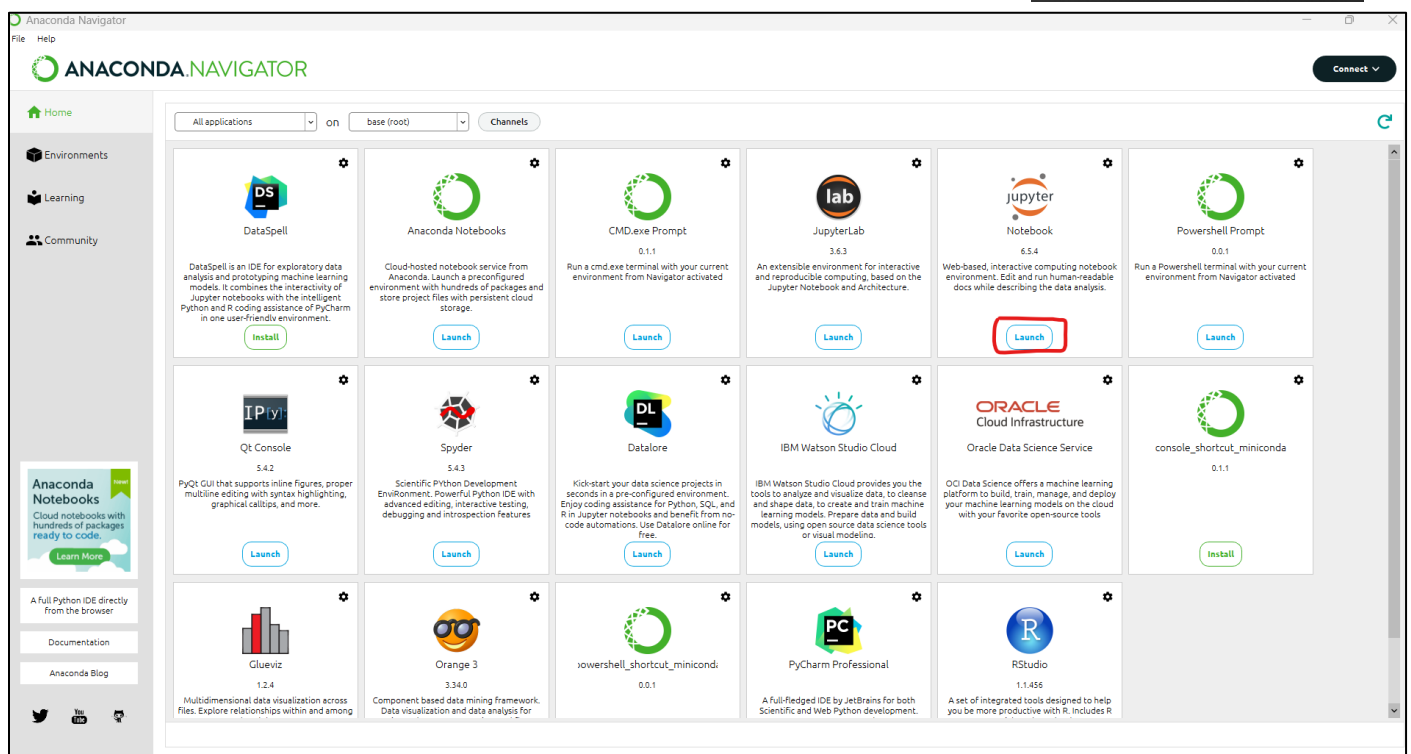 Anaconda Navigator
File Help
ANACONDA.NAVIGATOR
Connect
Home
Environments
Learning
Community
All applications on base (root) Channels
DS
DataSpell
DataSpell is an IDE for exploratory data
analysis and prototyping machine learning
models. It combines the interactivity of
Jupyter notebooks with the intelligent
Python and R coding assistance of PyCharm
in one user-friendly environment.
Install
Anaconda Notebooks
Cloud-hosted notebook service from
Anaconda. Launch a preconfigured
environment with hundreds of packages and
store project files with persistent cloud
storage.
Launch
CMD.exe Prompt
0.1.1
Run a cmd.exe terminal with your current
environment from Navigator activated
Launch
lab
JupyterLab
3.6.3
An extensible environment for interactive
and reproducible computing, based on the
Jupyter Notebook and Architecture.
Launch
jupyter
Notebook
6.5.4
Web-based, interactive computing notebook
environment. Edit and run human-readable
docs while describing the data analysis.
Launch
Powershell Prompt
0.0.1
Run a Powershell terminal with your current
environment from Navigator activated
Launch
IP[y]:
Qt Console
5.4.2
PyQt GUI that supports inline figures, proper
multiline editing with syntax highlighting,
graphical calltips, and more.
Launch
Spyder
5.4.3
Scientific PYthon Development
EnviRonment. Powerful Python IDE with
advanced editing, interactive testing,
debugging and introspection features
Launch
DL
Datalore
Kick-start your data science projects in
seconds in a pre-configured environment.
Enjoy coding assistance for Python, SQL, and
R in Jupyter notebooks and benefit from no-
code automations. Use Datalore online for
free.
Launch
IBM Watson Studio Cloud
IBM Watson Studio Cloud provides you the
tools to analyze and visualize data, to cleanse
and shape data, to create and train machine
learning models. Prepare data and build
models, using open source data science tools
or visual modeling.
Launch
ORACLE
Cloud Infrastructure
Oracle Data Science Service
OCI Data Science offers a machine learning
platform to build, train, manage, and deploy
your machine learning models on the cloud
with your favorite open-source tools
Launch
console_shortcut_miniconda
0.1.1
Install
Glueviz
1.2.4
Multidimensional data visualization across
files. Explore relationships within and among
Orange 3
3.34.0
Component based data mining framework.
Data visualization and data analysis for
powershell_shortcut_miniconda
0.0.1
PC
PyCharm Professional
A full-fledged IDE by JetBrains for both
Scientific and Web Python development.
R
RStudio
1.1.456
A set of integrated tools designed to help
you be more productive with R. Includes R
Anaconda
Notebooks
New!
Cloud notebooks with
hundreds of packages
ready to code.
Learn More
A full Python IDE directly
from the browser
Documentation
Anaconda Blog
You
Tube